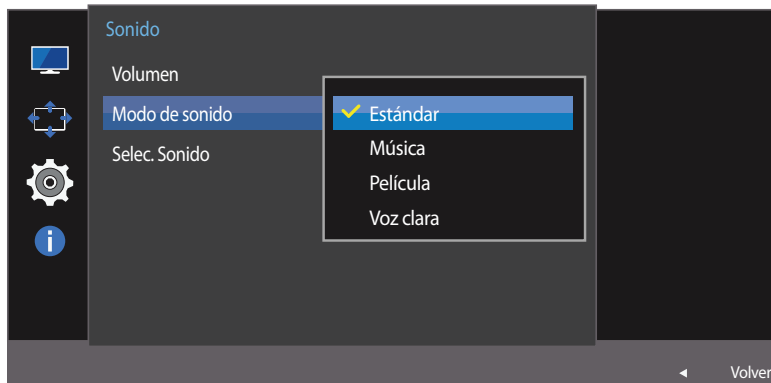 Sonido
Volumen
Modo de sonido
Selec. Sonido
Estándar
Música
Película
Voz clara
Volver